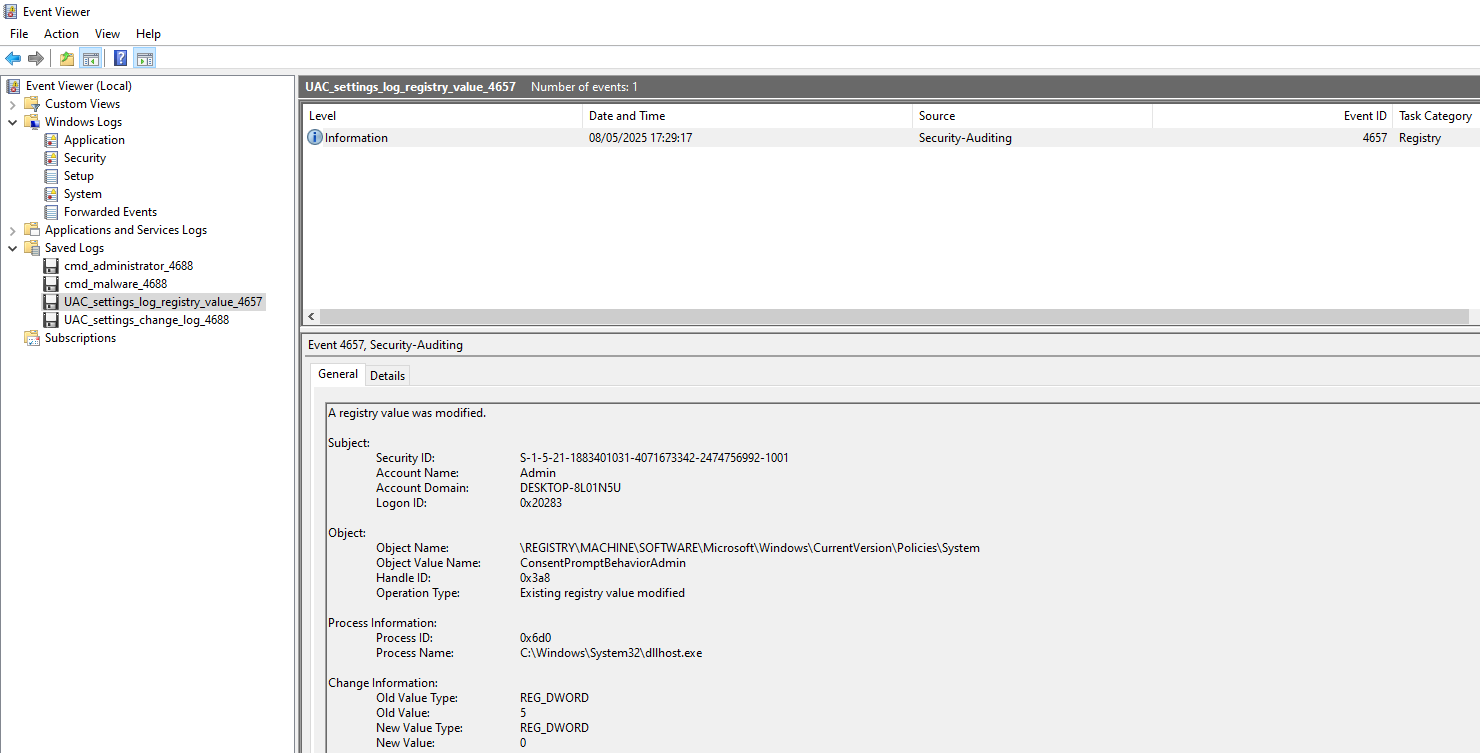 Event Viewer
File Action View Help
Event Viewer (Local)
Custom Views
Windows Logs
Application
Security
Setup
System
Forwarded Events
Applications and Services Logs
Saved Logs
cmd_administrator_4688
cmd_malware_4688
UAC_settings_log_registry_value_4657
UAC_settings_change_log_4688
Subscriptions
UAC_settings_log_registry_value_4657 Number of events: 1
Level Date and Time Source Event ID Task Category
Information 08/05/2025 17:29:17 Security-Auditing 4657 Registry
Event 4657, Security-Auditing
General Details
A registry value was modified.
Subject:
Security ID: S-1-5-21-1883401031-4071673342-2474756992-1001
Account Name: Admin
Account Domain: DESKTOP-8L01N5U
Logon ID: 0x20283
Object:
Object Name: \REGISTRY\MACHINE\SOFTWARE\Microsoft\Windows\CurrentVersion\Policies\System
Object Value Name: ConsentPromptBehaviorAdmin
Handle ID: 0x3a8
Operation Type: Existing registry value modified
Process Information:
Process ID: 0x6d0
Process Name: C:\Windows\System32\dllhost.exe
Change Information:
Old Value Type: REG_DWORD
Old Value: 5
New Value Type: REG_DWORD
New Value: 0